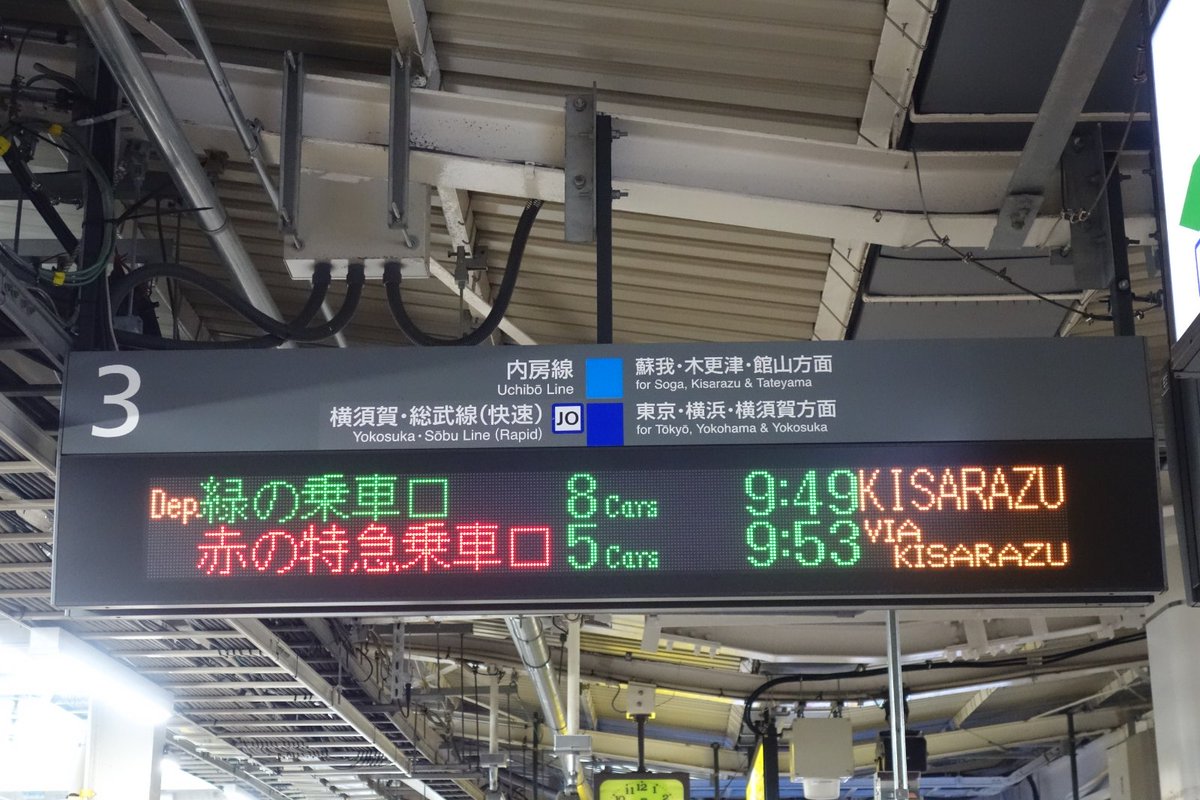 3
内房線 蘇我・木更津・館山方面
Uchibō Line for Soga, Kisarazu & Tateyama
横須賀・総武線(快速) JO 東京・横浜・横須賀方面
Yokosuka・Sōbu Line (Rapid) for Tōkyō, Yokohama & Yokosuka
Dep. 緑の乗車口 8 Cars 9:49 KISARAZU
赤の特急乗車口 5 Cars 9:53 VIA KISARAZU